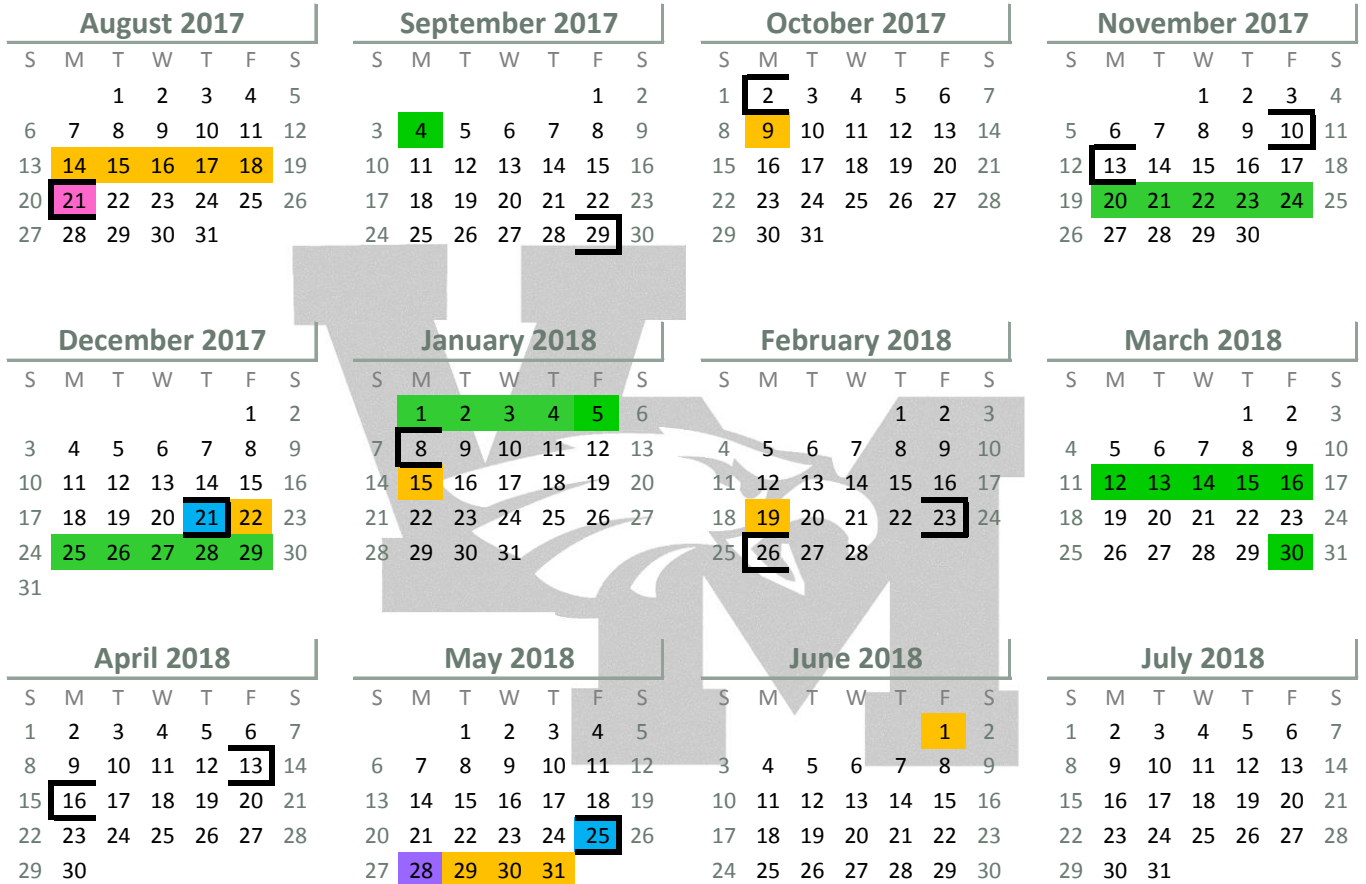 August 2017
S M T W T F S
1 2 3 4 5
6 7 8 9 10 11 12
13 14 15 16 17 18 19
20 21 22 23 24 25 26
27 28 29 30 31
September 2017
S M T W T F S
1 2
3 4 5 6 7 8 9
10 11 12 13 14 15 16
17 18 19 20 21 22 23
24 25 26 27 28 29 30
October 2017
S M T W T F S
1 2 3 4 5 6 7
8 9 10 11 12 13 14
15 16 17 18 19 20 21
22 23 24 25 26 27 28
29 30 31
November 2017
S M T W T F S
1 2 3 4
5 6 7 8 9 10 11
12 13 14 15 16 17 18
19 20 21 22 23 24 25
26 27 28 29 30
December 2017
S M T W T F S
1 2
3 4 5 6 7 8 9
10 11 12 13 14 15 16
17 18 19 20 21 22 23
24 25 26 27 28 29 30
31
January 2018
S M T W T F S
1 2 3 4 5 6
7 8 9 10 11 12 13
14 15 16 17 18 19 20
21 22 23 24 25 26 27
28 29 30 31
February 2018
S M T W T F S
1 2 3
4 5 6 7 8 9 10
11 12 13 14 15 16 17
18 19 20 21 22 23 24
25 26 27 28
March 2018
S M T W T F S
1 2 3
4 5 6 7 8 9 10
11 12 13 14 15 16 17
18 19 20 21 22 23 24
25 26 27 28 29 30 31
April 2018
S M T W T F S
1 2 3 4 5 6 7
8 9 10 11 12 13 14
15 16 17 18 19 20 21
22 23 24 25 26 27 28
29 30
May 2018
S M T W T F S
1 2 3 4 5
6 7 8 9 10 11 12
13 14 15 16 17 18 19
20 21 22 23 24 25 26
27 28 29 30 31
June 2018
S M T W T F S
1 2
3 4 5 6 7 8 9
10 11 12 13 14 15 16
17 18 19 20 21 22 23
24 25 26 27 28 29 30
July 2018
S M T W T F S
1 2 3 4 5 6 7
8 9 10 11 12 13 14
15 16 17 18 19 20 21
22 23 24 25 26 27 28
29 30 31
VM